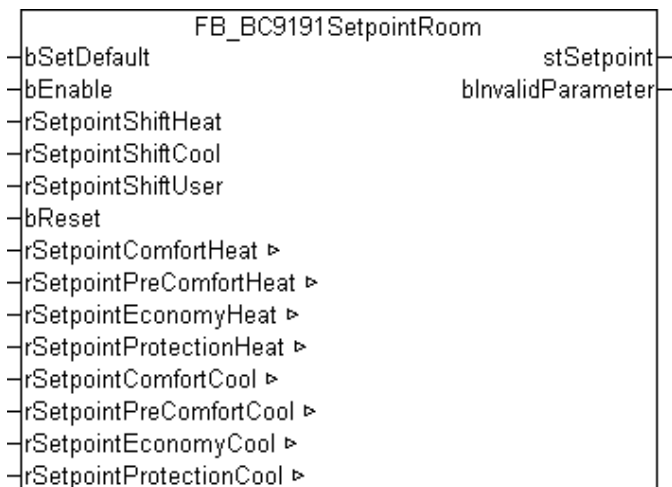 FB_BC9191SetpointRoom
bSetDefault stSetpoint
bEnable bInvalidParameter
rSetpointShiftHeat
rSetpointShiftCool
rSetpointShiftUser
bReset
rSetpointComfortHeat ▹
rSetpointPreComfortHeat ▹
rSetpointEconomyHeat ▹
rSetpointProtectionHeat ▹
rSetpointComfortCool ▹
rSetpointPreComfortCool ▹
rSetpointEconomyCool ▹
rSetpointProtectionCool ▹